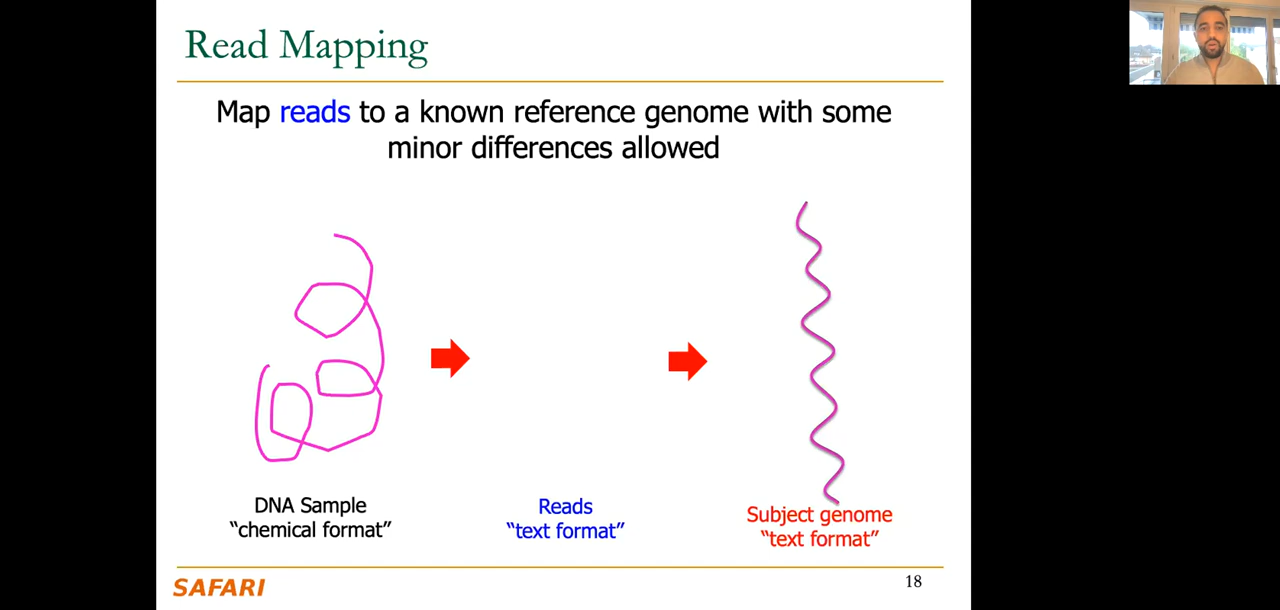 Read Mapping
Map reads to a known reference genome with some
minor differences allowed
DNA Sample
“chemical format”
Reads
“text format”
Subject genome
“text format”
SAFARI
18